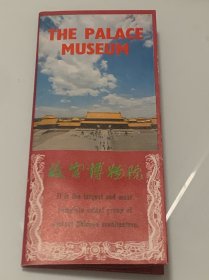 THE PALACE
MUSEUM
故宫博物院
It is the largest and most
complete extant group of
ancient Chinese architecture.